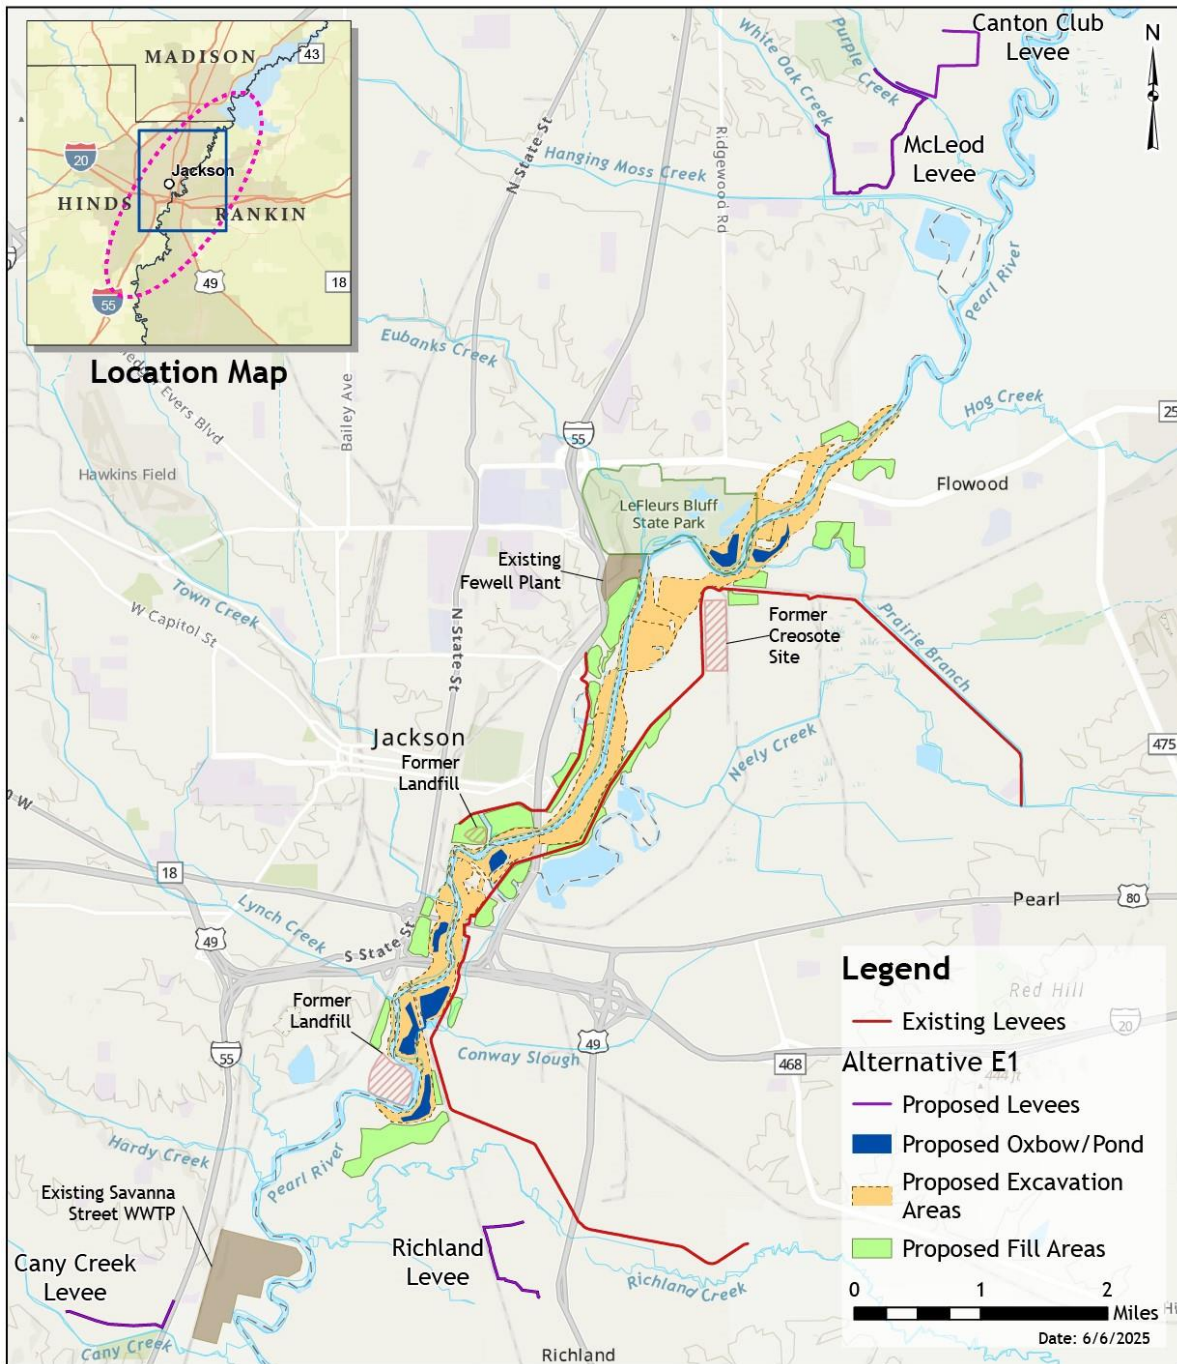 MADISON
43
20
Jackson
HINDS
RANKIN
49
18
55
Location Map
Canton Club
Levee
N
White Oak Creek
Purple Creek
McLeod
Levee
N State St
Ridgewood Rd
Hanging Moss Creek
Pearl River
Eubanks Creek
Evers Blvd
Bailey Ave
Hog Creek
25
55
Hawkins Field
Flowood
LeFleurs Bluff
State Park
Existing
Fewell Plant
Town Creek
W Capitol St
N State St
Former
Creosote
Site
Prairie Branch
Neely Creek
475
Jackson
Former
Landfill
18
Pearl
80
Lynch Creek
49
S State St
Former
Landfill
55
Conway Slough
49
468
Red Hill
20
444 ft
Hardy Creek
Pearl River
Existing Savanna
Street WWTP
Cany Creek
Levee
Cany Creek
Richland
Levee
Richland Creek
Richland
Legend
Existing Levees
Alternative E1
Proposed Levees
Proposed Oxbow/Pond
Proposed Excavation
Areas
Proposed Fill Areas
0 1 2
Miles
Date: 6/6/2025